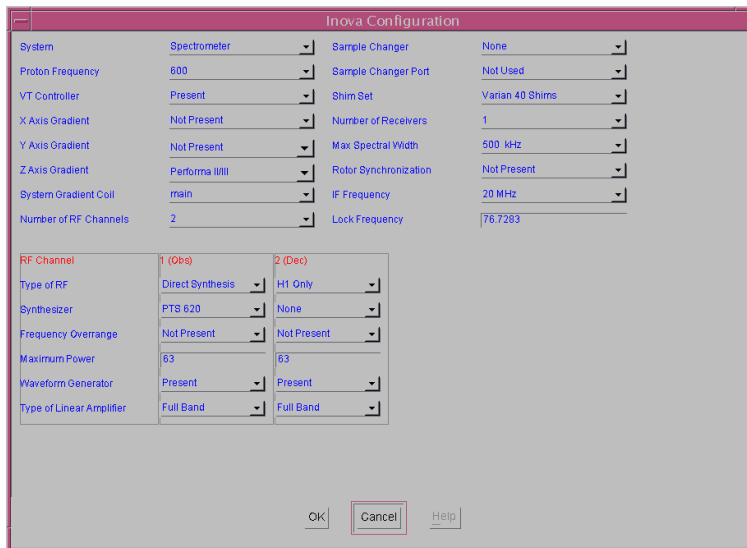 Inova Configuration
System Spectrometer Sample Changer None
Proton Frequency 600 Sample Changer Port Not Used
VT Controller Present Shim Set Varian 40 Shims
X Axis Gradient Not Present Number of Receivers 1
Y Axis Gradient Not Present Max Spectral Width 500 kHz
Z Axis Gradient Performa II/III Rotor Synchronization Not Present
System Gradient Coil main IF Frequency 20 MHz
Number of RF Channels 2 Lock Frequency 76.7283
RF Channel 1 (Obs) 2 (Dec)
Type of RF Direct Synthesis H1 Only
Synthesizer PTS 620 None
Frequency Overrange Not Present Not Present
Maximum Power 63 63
Waveform Generator Present Present
Type of Linear Amplifier Full Band Full Band
OK Cancel Help